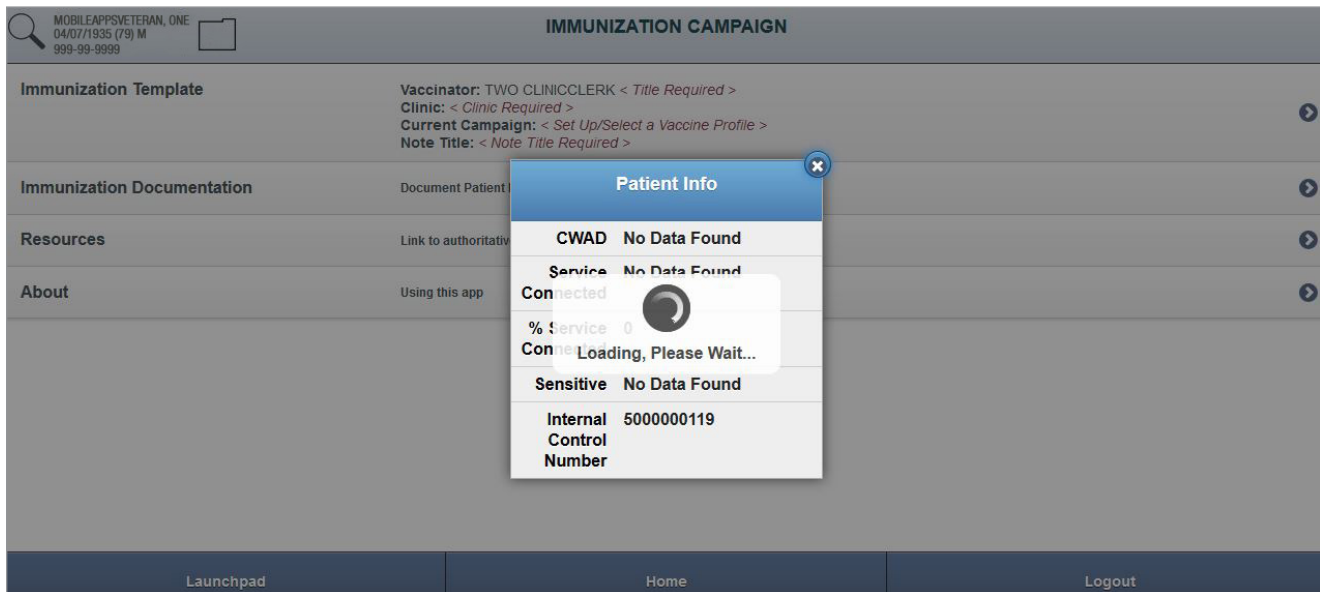 MOBILEAPPSVETERAN, ONE
04/07/1935 (79) M
999-99-9999
IMMUNIZATION CAMPAIGN
Immunization Template
Vaccinator: TWO CLINICCLERK < Title Required >
Clinic: < Clinic Required >
Current Campaign: < Set Up/Select a Vaccine Profile >
Note Title: < Note Title Required >
Immunization Documentation
Document Patient
Resources
Link to
About
Using this app
Patient Info
CWAD No Data Found
Service No Data Found
Connected
% Service 0
Connected
Loading, Please Wait...
Sensitive No Data Found
Internal 5000000119
Control
Number
Launchpad
Home
Logout